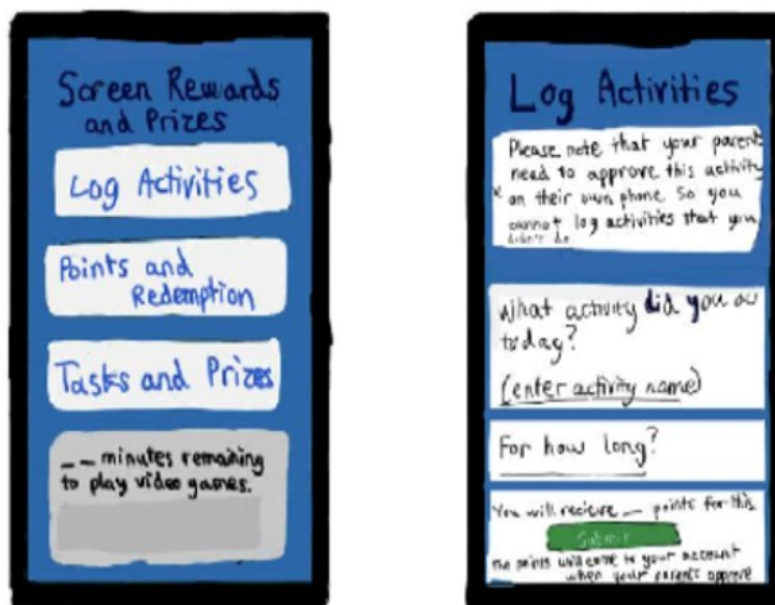 Screen Rewards
and Prizes
Log Activities
Points and
Redemption
Tasks and Prizes
_ _ minutes remaining
to play video games.
Log Activities
Please note that your parents
need to approve this activity
on their own phone. So you
cannot log activities that you
didn't do
What activity did you do
today?
(enter activity name)
For how long?
You will recieve __ points for this
Submit
The points will come to your account
when your parents approve